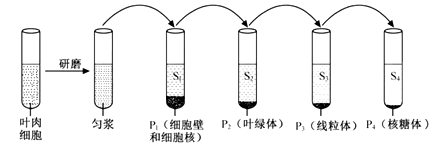 研磨
S₁
S₂
S₃
S₄
叶肉
细胞
匀浆
P₁（细胞壁
和细胞核）
P₂（叶绿体）
P₃（线粒体）
P₄（核糖体）